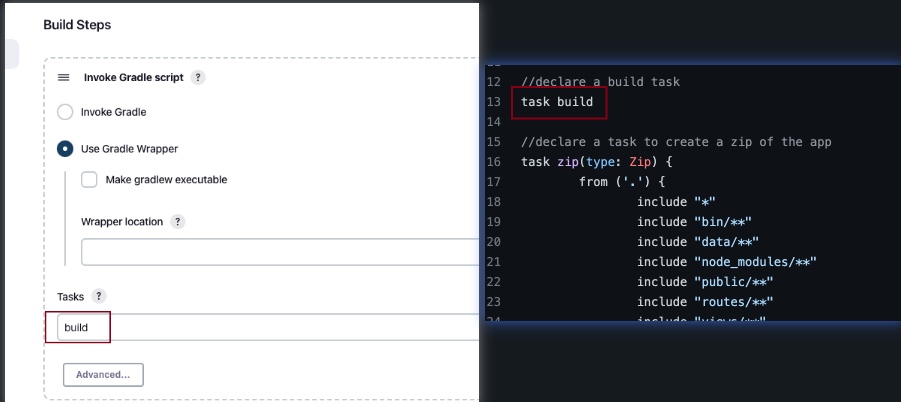 Build Steps
Invoke Gradle script ?
Invoke Gradle
Use Gradle Wrapper
Make gradlew executable
Wrapper location ?
Tasks ?
build
Advanced...
12 //declare a build task
13 task build
14
15 //declare a task to create a zip of the app
16 task zip(type: Zip) {
17 from ('.') {
18 include "*"
19 include "bin/**"
20 include "data/**"
21 include "node_modules/**"
22 include "public/**"
23 include "routes/**"
24 include "views/**"